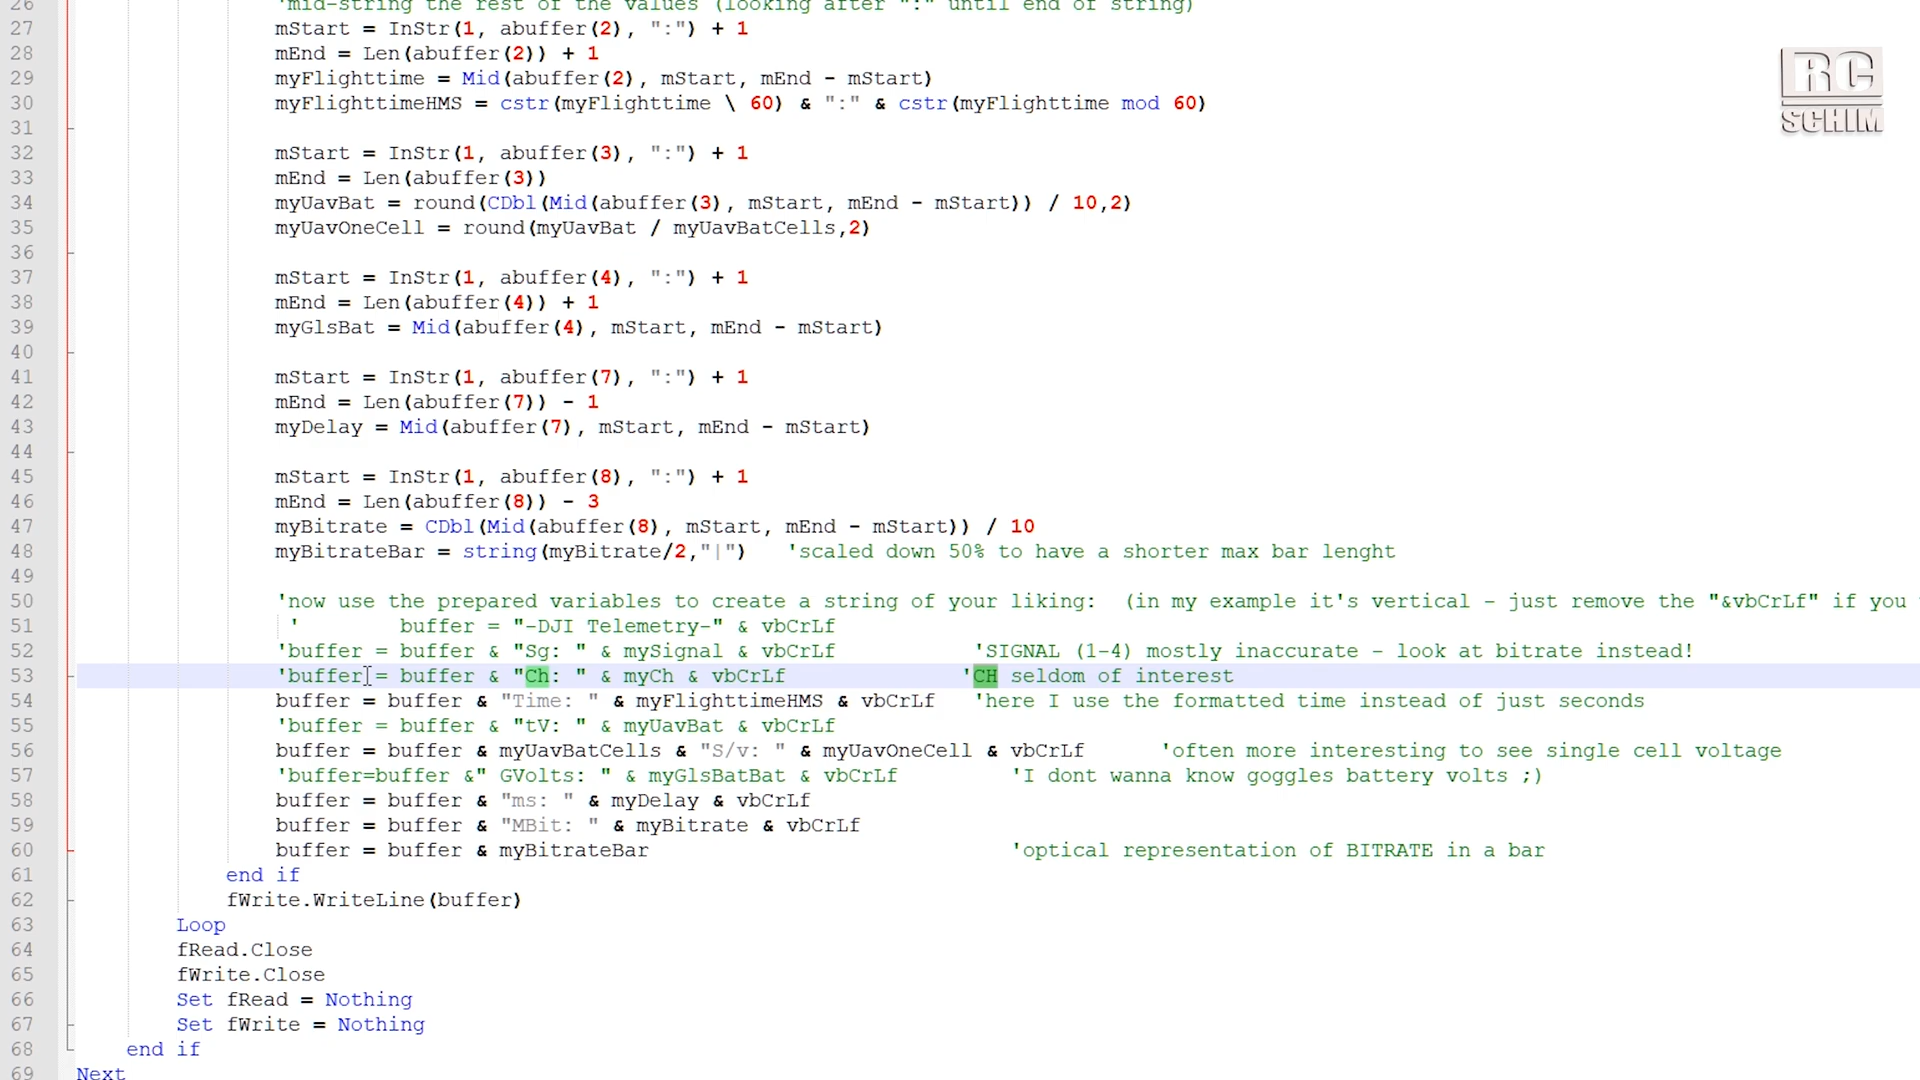 26 'mid-string the rest of the values (looking after ":" until end of string)
27 mStart = InStr(1, abuffer(2), ":") + 1
28 mEnd = Len(abuffer(2)) + 1
29 myFlighttime = Mid(abuffer(2), mStart, mEnd - mStart)
30 myFlighttimeHMS = cstr(myFlighttime \ 60) & ":" & cstr(myFlighttime mod 60)
31
32 mStart = InStr(1, abuffer(3), ":") + 1
33 mEnd = Len(abuffer(3))
34 myUavBat = round(CDbl(Mid(abuffer(3), mStart, mEnd - mStart)) / 10,2)
35 myUavOneCell = round(myUavBat / myUavBatCells,2)
36
37 mStart = InStr(1, abuffer(4), ":") + 1
38 mEnd = Len(abuffer(4)) + 1
39 myGlsBat = Mid(abuffer(4), mStart, mEnd - mStart)
40
41 mStart = InStr(1, abuffer(7), ":") + 1
42 mEnd = Len(abuffer(7)) - 1
43 myDelay = Mid(abuffer(7), mStart, mEnd - mStart)
44
45 mStart = InStr(1, abuffer(8), ":") + 1
46 mEnd = Len(abuffer(8)) - 3
47 myBitrate = CDbl(Mid(abuffer(8), mStart, mEnd - mStart)) / 10
48 myBitrateBar = string(myBitrate/2,"|") 'scaled down 50% to have a shorter max bar lenght
49
50 'now use the prepared variables to create a string of your liking: (in my example it's vertical - just remove the "&vbCrLf" if you
51 ' buffer = "-DJI Telemetry-" & vbCrLf
52 'buffer = buffer & "Sg: " & mySignal & vbCrLf 'SIGNAL (1-4) mostly inaccurate - look at bitrate instead!
53 'buffer = buffer & "Ch: " & myCh & vbCrLf 'CH seldom of interest
54 buffer = buffer & "Time: " & myFlighttimeHMS & vbCrLf 'here I use the formatted time instead of just seconds
55 'buffer = buffer & "tV: " & myUavBat & vbCrLf
56 buffer = buffer & myUavBatCells & "S/v: " & myUavOneCell & vbCrLf 'often more interesting to see single cell voltage
57 'buffer=buffer &" GVolts: " & myGlsBatBat & vbCrLf 'I dont wanna know goggles battery volts ;)
58 buffer = buffer & "ms: " & myDelay & vbCrLf
59 buffer = buffer & "MBit: " & myBitrate & vbCrLf
60 buffer = buffer & myBitrateBar 'optical representation of BITRATE in a bar
61 end if
62 fWrite.WriteLine(buffer)
63 Loop
64 fRead.Close
65 fWrite.Close
66 Set fRead = Nothing
67 Set fWrite = Nothing
68 end if
69 Next
RC
SCHIM